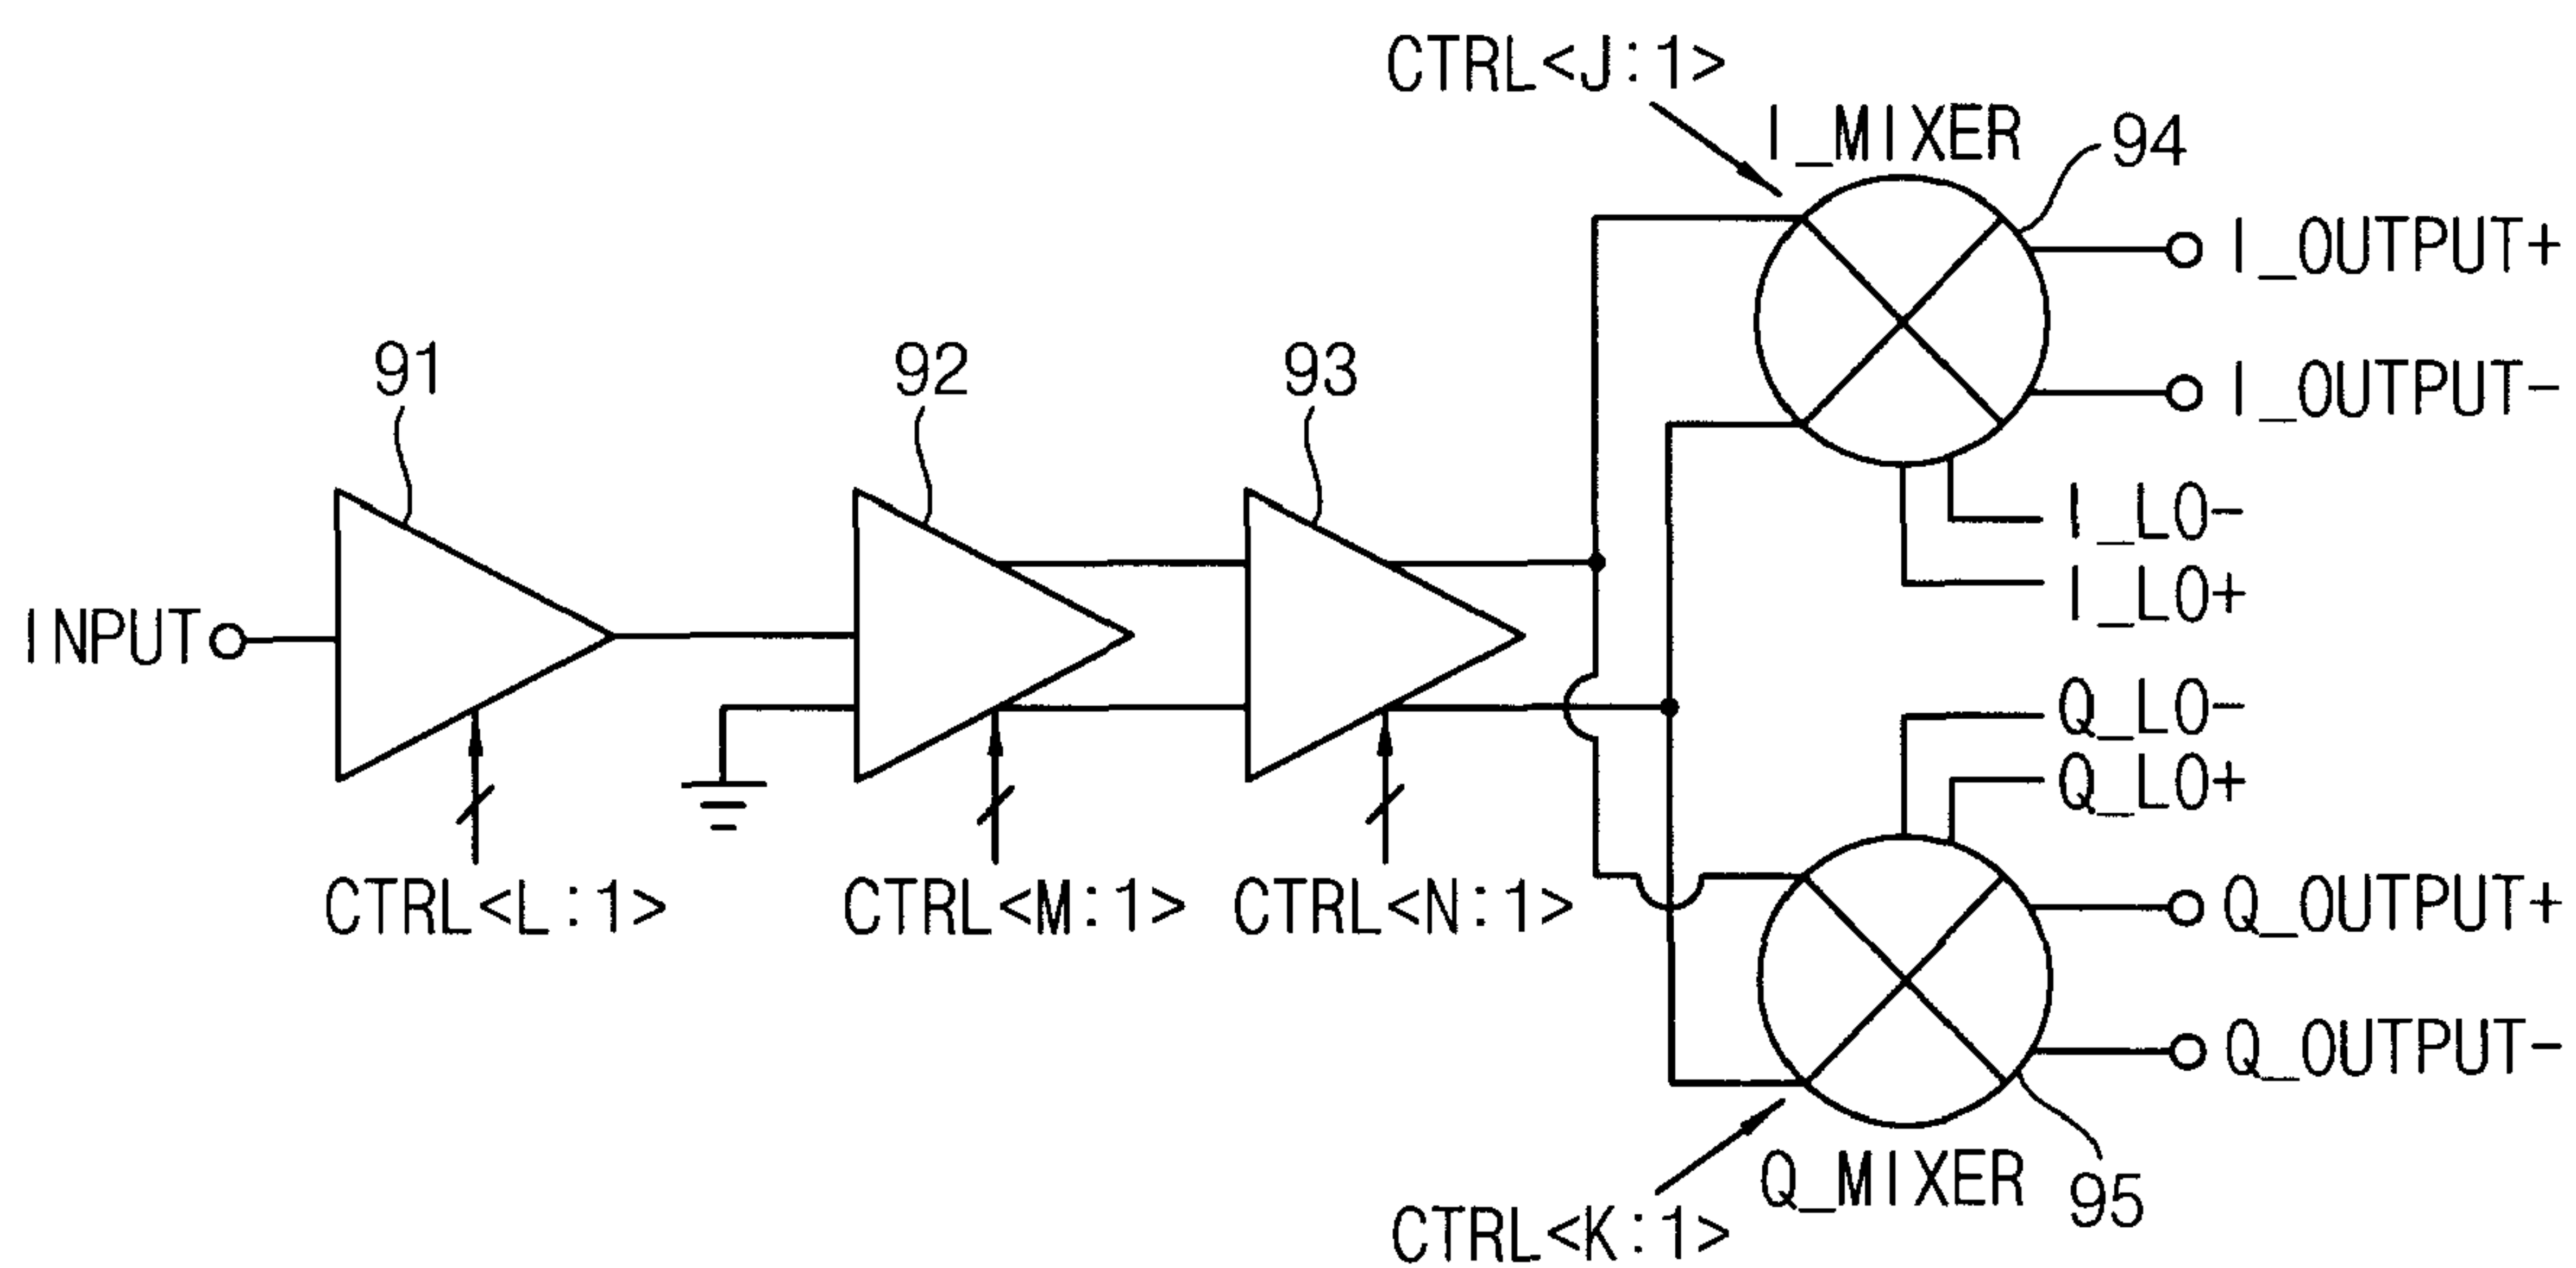 CTRL<J:1>
I_MIXER
94
I_OUTPUT+
I_OUTPUT-
91
92
93
I_LO-
I_LO+
INPUT
Q_LO-
Q_LO+
CTRL<L:1>
CTRL<M:1>
CTRL<N:1>
Q_OUTPUT+
Q_OUTPUT-
Q_MIXER
95
CTRL<K:1>